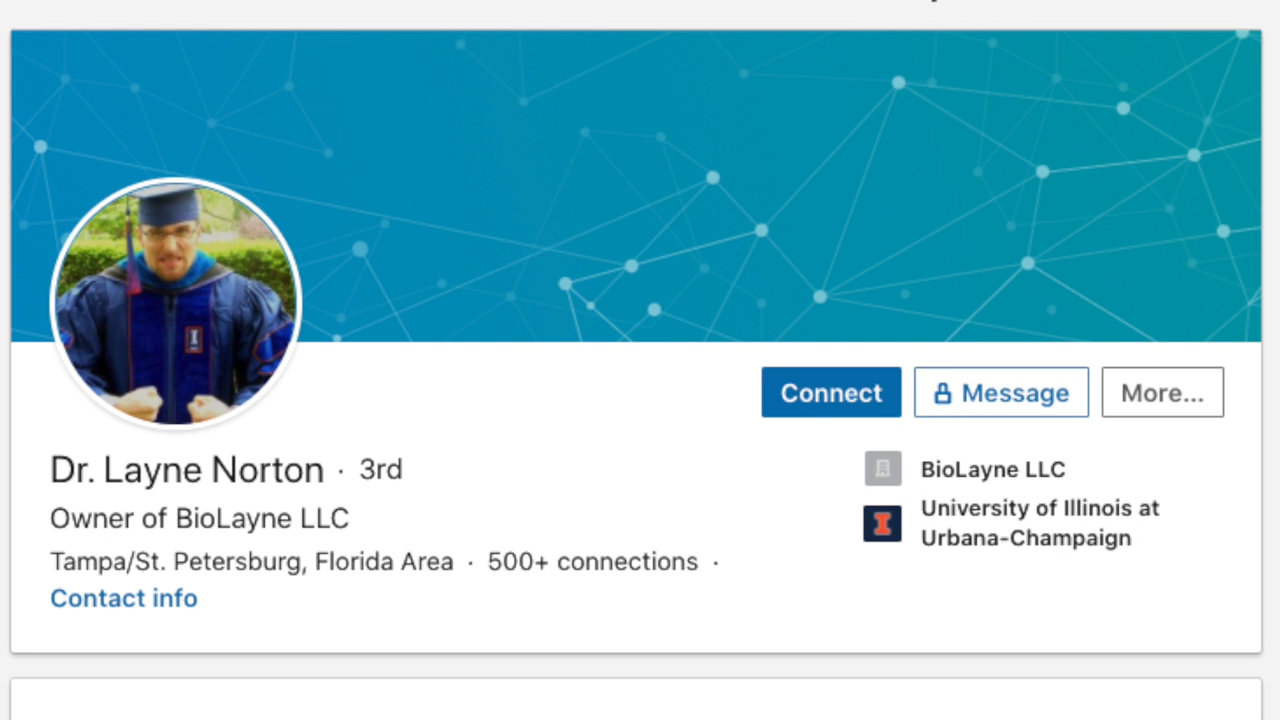 Connect
Message
More...
Dr. Layne Norton · 3rd
Owner of BioLayne LLC
Tampa/St. Petersburg, Florida Area · 500+ connections ·
Contact info
BioLayne LLC
University of Illinois at
Urbana-Champaign